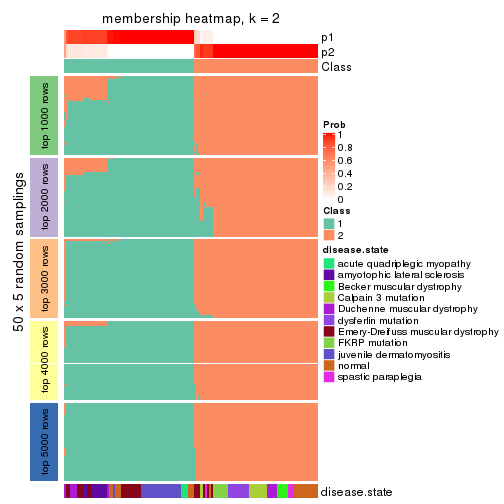 membership heatmap, k = 2
p1
p2
Class
50 x 5 random samplings
top 1000 rows
top 2000 rows
top 3000 rows
top 4000 rows
top 5000 rows
Prob
1
0.8
0.6
0.4
0.2
0
Class
1
2
disease.state
acute quadriplegic myopathy
amyotophic lateral sclerosis
Becker muscular dystrophy
Calpain 3 mutation
Duchenne muscular dystrophy
dysferlin mutation
Emery-Dreifuss muscular dystrophy
FKRP mutation
juvenile dermatomyositis
normal
spastic paraplegia
disease.state